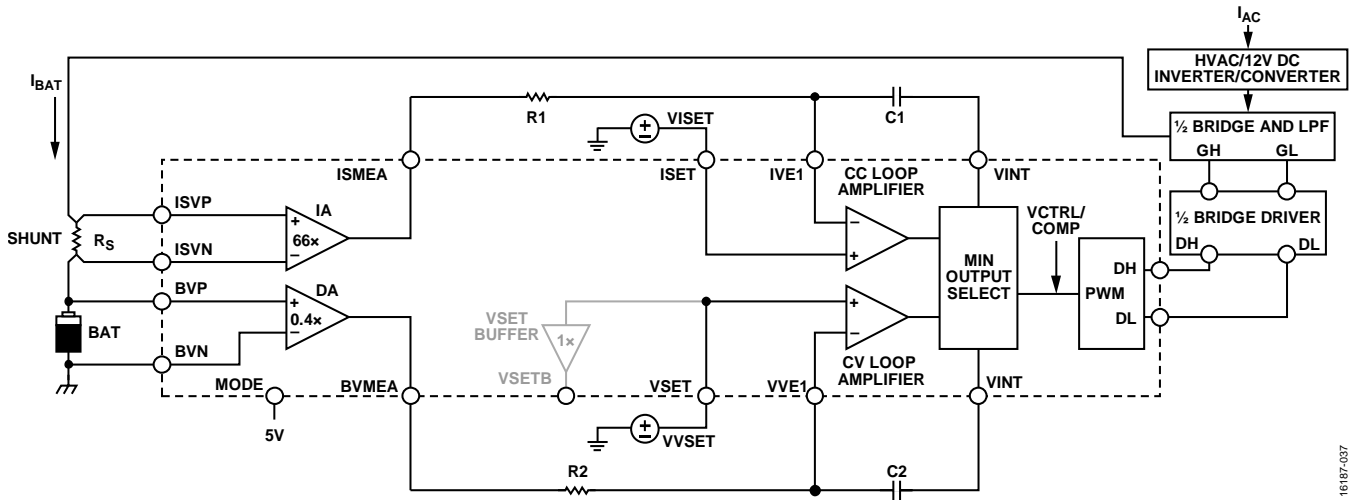 I_AC
HVAC/12V DC
INVERTER/CONVERTER
I_BAT
½ BRIDGE AND LPF
GH GL
R1
C1
VISET
ISMEA
ISET
IVE1
CC LOOP
AMPLIFIER
VINT
½ BRIDGE DRIVER
DH DL
ISVP
IA
+
66×
−
SHUNT
R_S
ISVN
−
+
MIN
OUTPUT
SELECT
VCTRL/
COMP
DH
PWM
DL
BVP
DA
+
0.4×
−
BAT
BVN
VSET
BUFFER
1×
VSETB
+
−
CV LOOP
AMPLIFIER
MODE
BVMEA
VSET
VVE1
VINT
5V
VVSET
R2
C2
16187-037